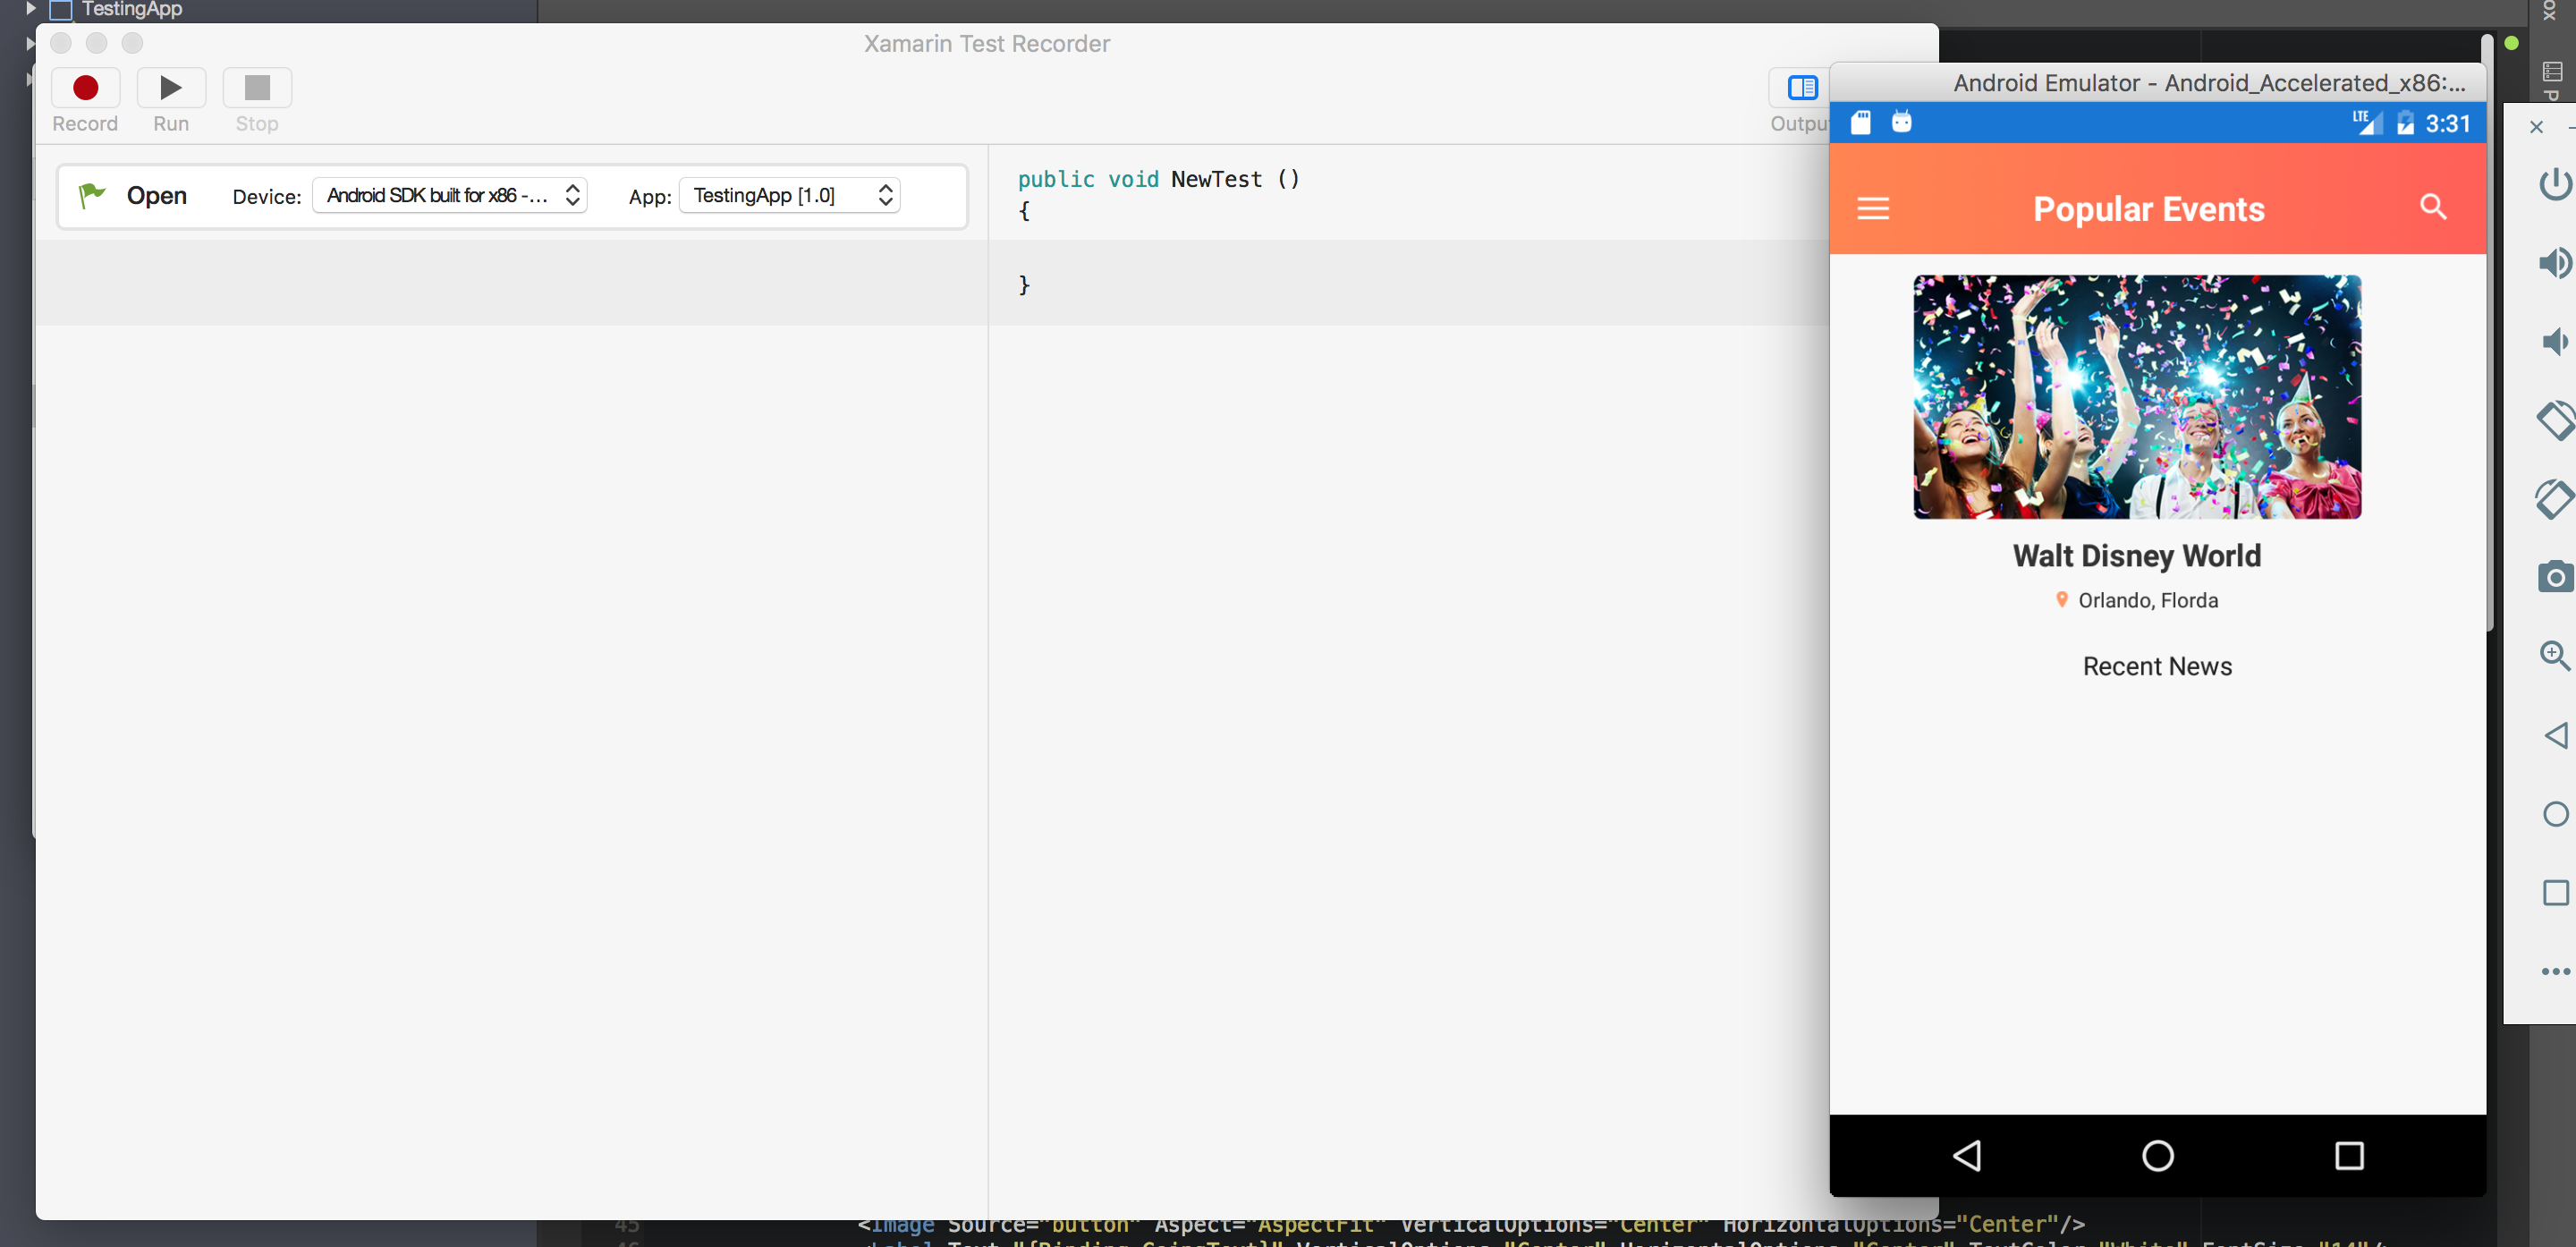 TestingApp
Xamarin Test Recorder
Record
Run
Stop
Open
Device:
Android SDK built for x86 -...
App:
TestingApp [1.0]
public void NewTest ()
{
}
Android Emulator - Android_Accelerated_x86:...
LTE
3:31
Popular Events
Walt Disney World
Orlando, Florda
Recent News
45
<Image Source="button" Aspect="AspectFit" VerticalOptions="Center" HorizontalOptions="Center"/>